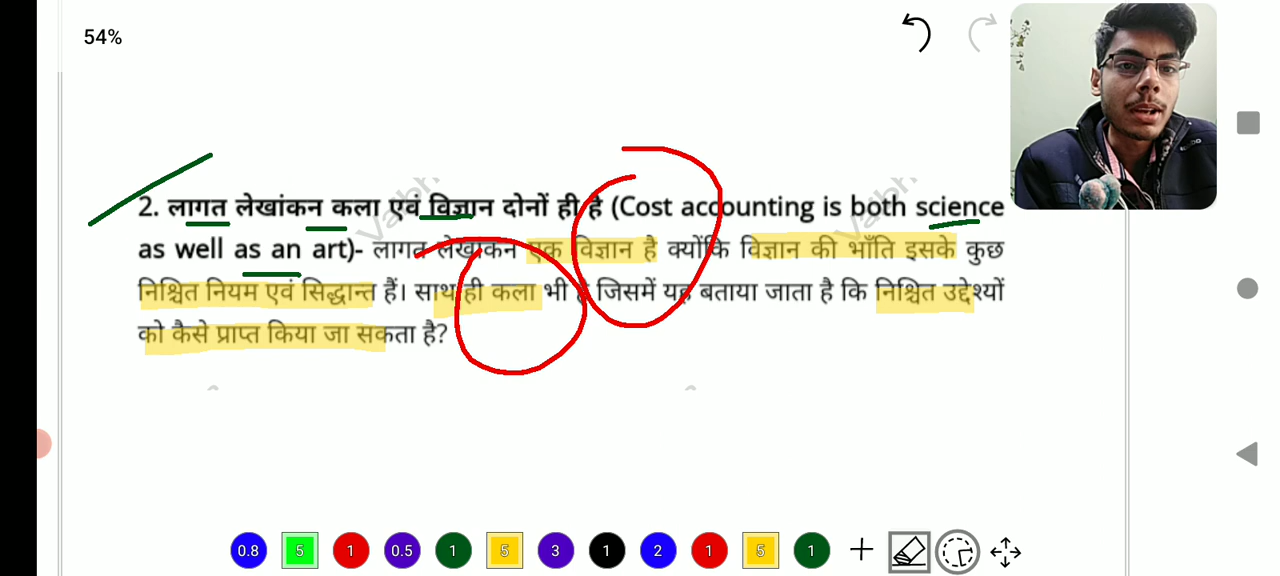 54%
2. लागत लेखांकन कला एवं विज्ञान दोनों ही है (Cost accounting is both science
as well as an art)- लागत लेखांकन एक विज्ञान है क्योंकि विज्ञान की भाँति इसके कुछ
निश्चित नियम एवं सिद्धान्त हैं। साथ ही कला भी है जिसमें यह बताया जाता है कि निश्चित उद्देश्यों
को कैसे प्राप्त किया जा सकता है?
0.8 5 1 0.5 1 5 3 1 2 1 5 1